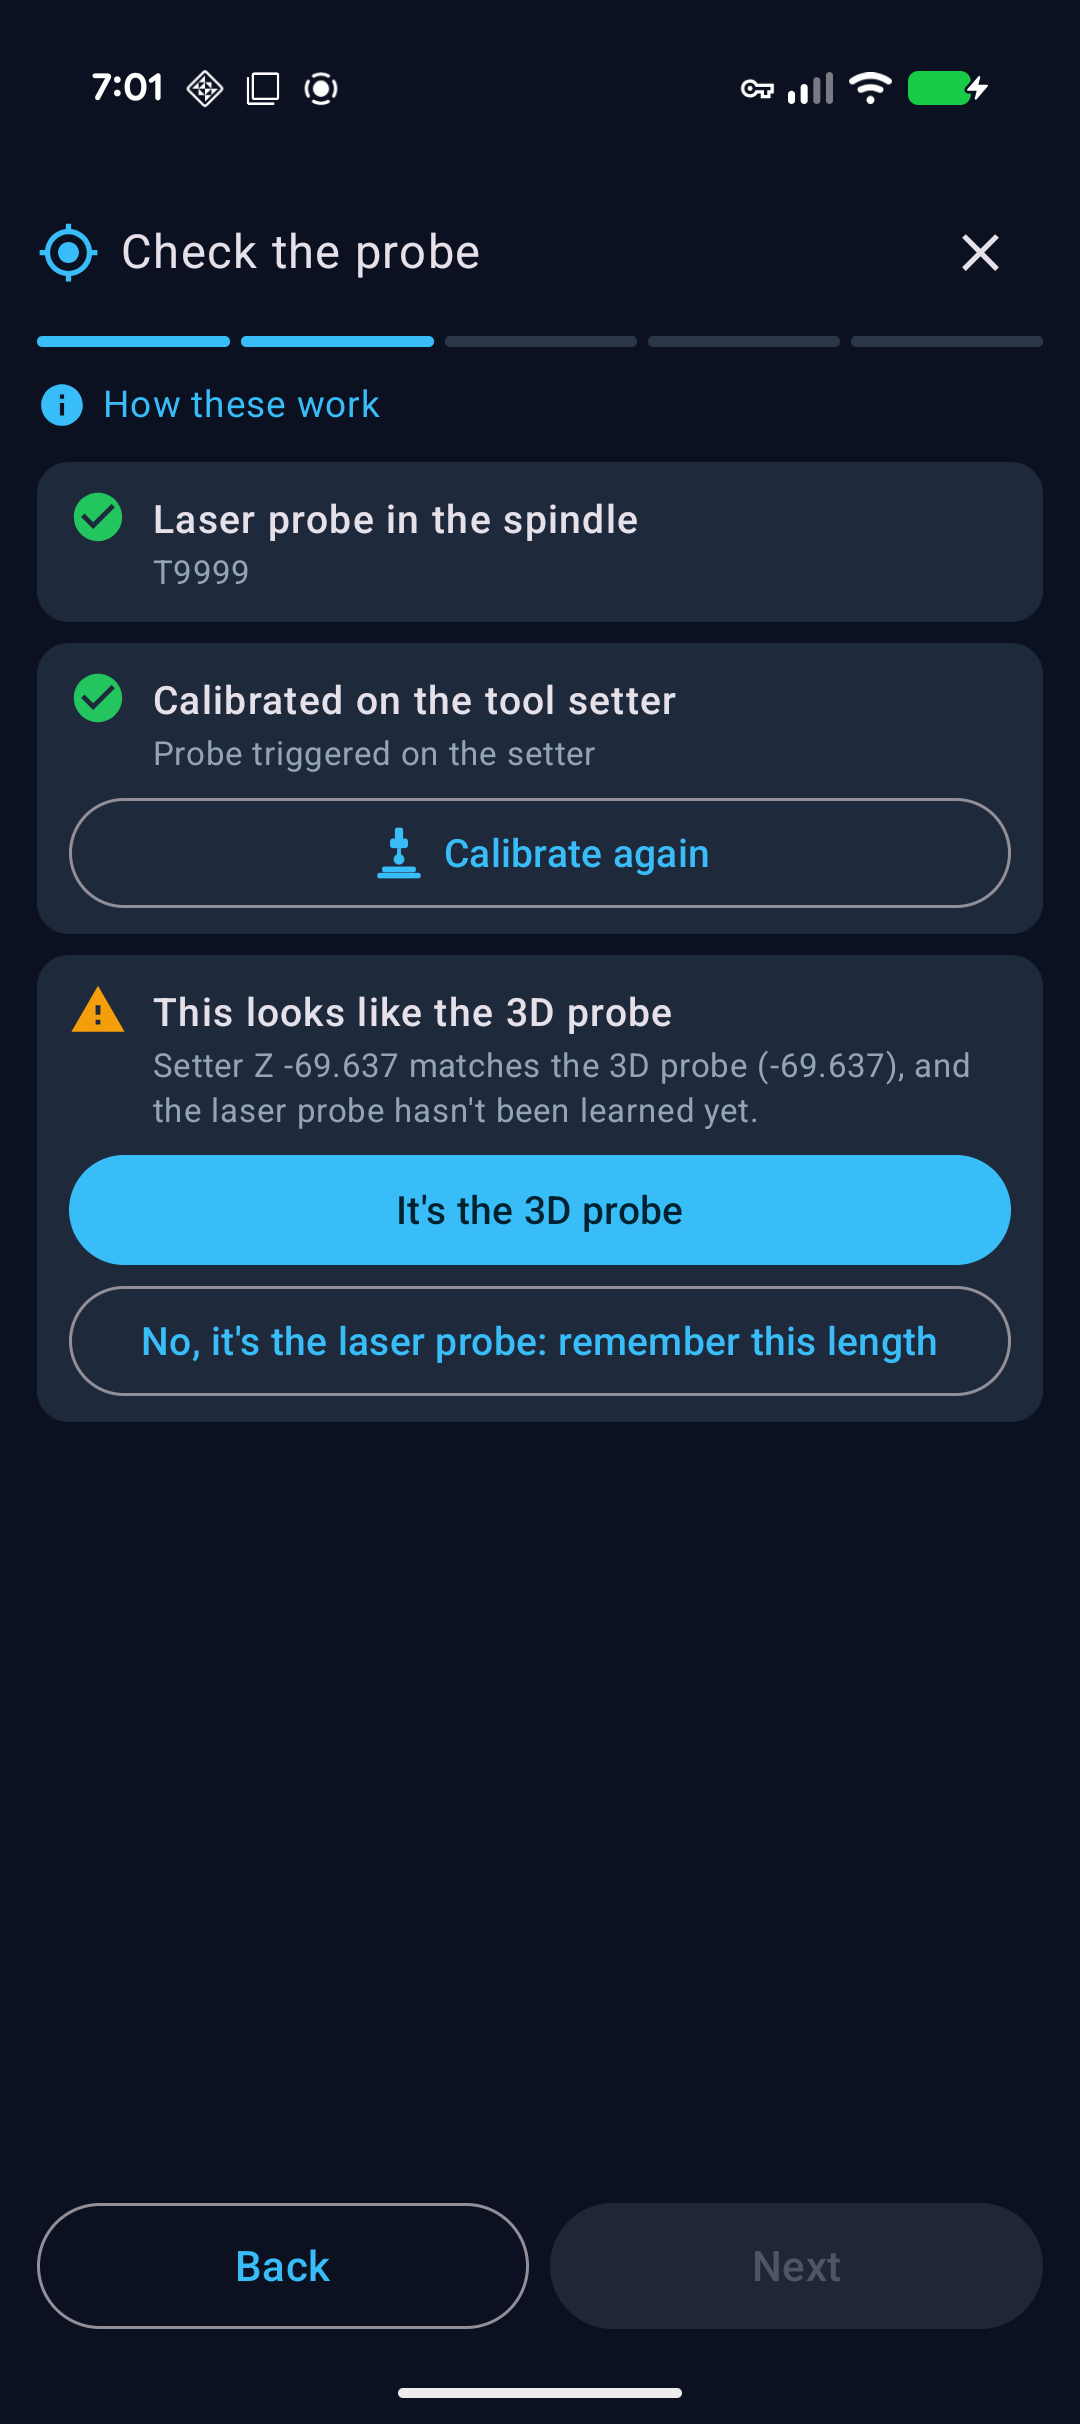 7:01
Check the probe
How these work
Laser probe in the spindle
T9999
Calibrated on the tool setter
Probe triggered on the setter
Calibrate again
This looks like the 3D probe
Setter Z -69.637 matches the 3D probe (-69.637), and
the laser probe hasn't been learned yet.
It's the 3D probe
No, it's the laser probe: remember this length
Back
Next